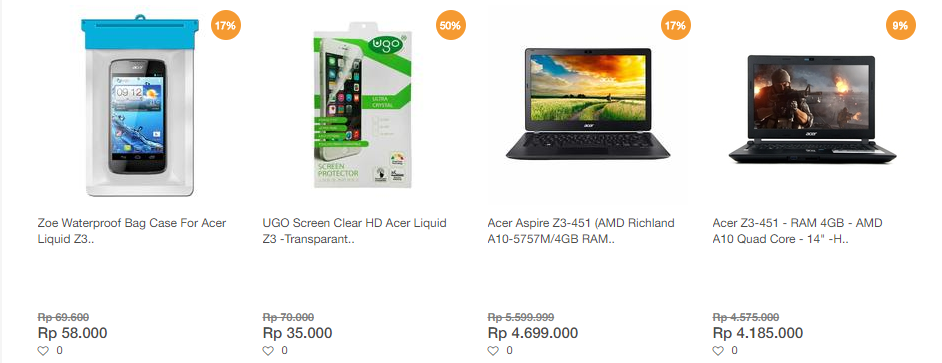 17%
50%
17%
9%
ugo
ULTRA
CRYSTAL
SCREEN
PROTECTOR
09:12
acer
acer
acer
Zoe Waterproof Bag Case For Acer
Liquid Z3..
UGO Screen Clear HD Acer Liquid
Z3 -Transparant..
Acer Aspire Z3-451 (AMD Richland
A10-5757M/4GB RAM..
Acer Z3-451 - RAM 4GB - AMD
A10 Quad Core - 14" -H..
Rp 69.600
Rp 58.000
0
Rp 70.000
Rp 35.000
0
Rp 5.599.999
Rp 4.699.000
0
Rp 4.575.000
Rp 4.185.000
0